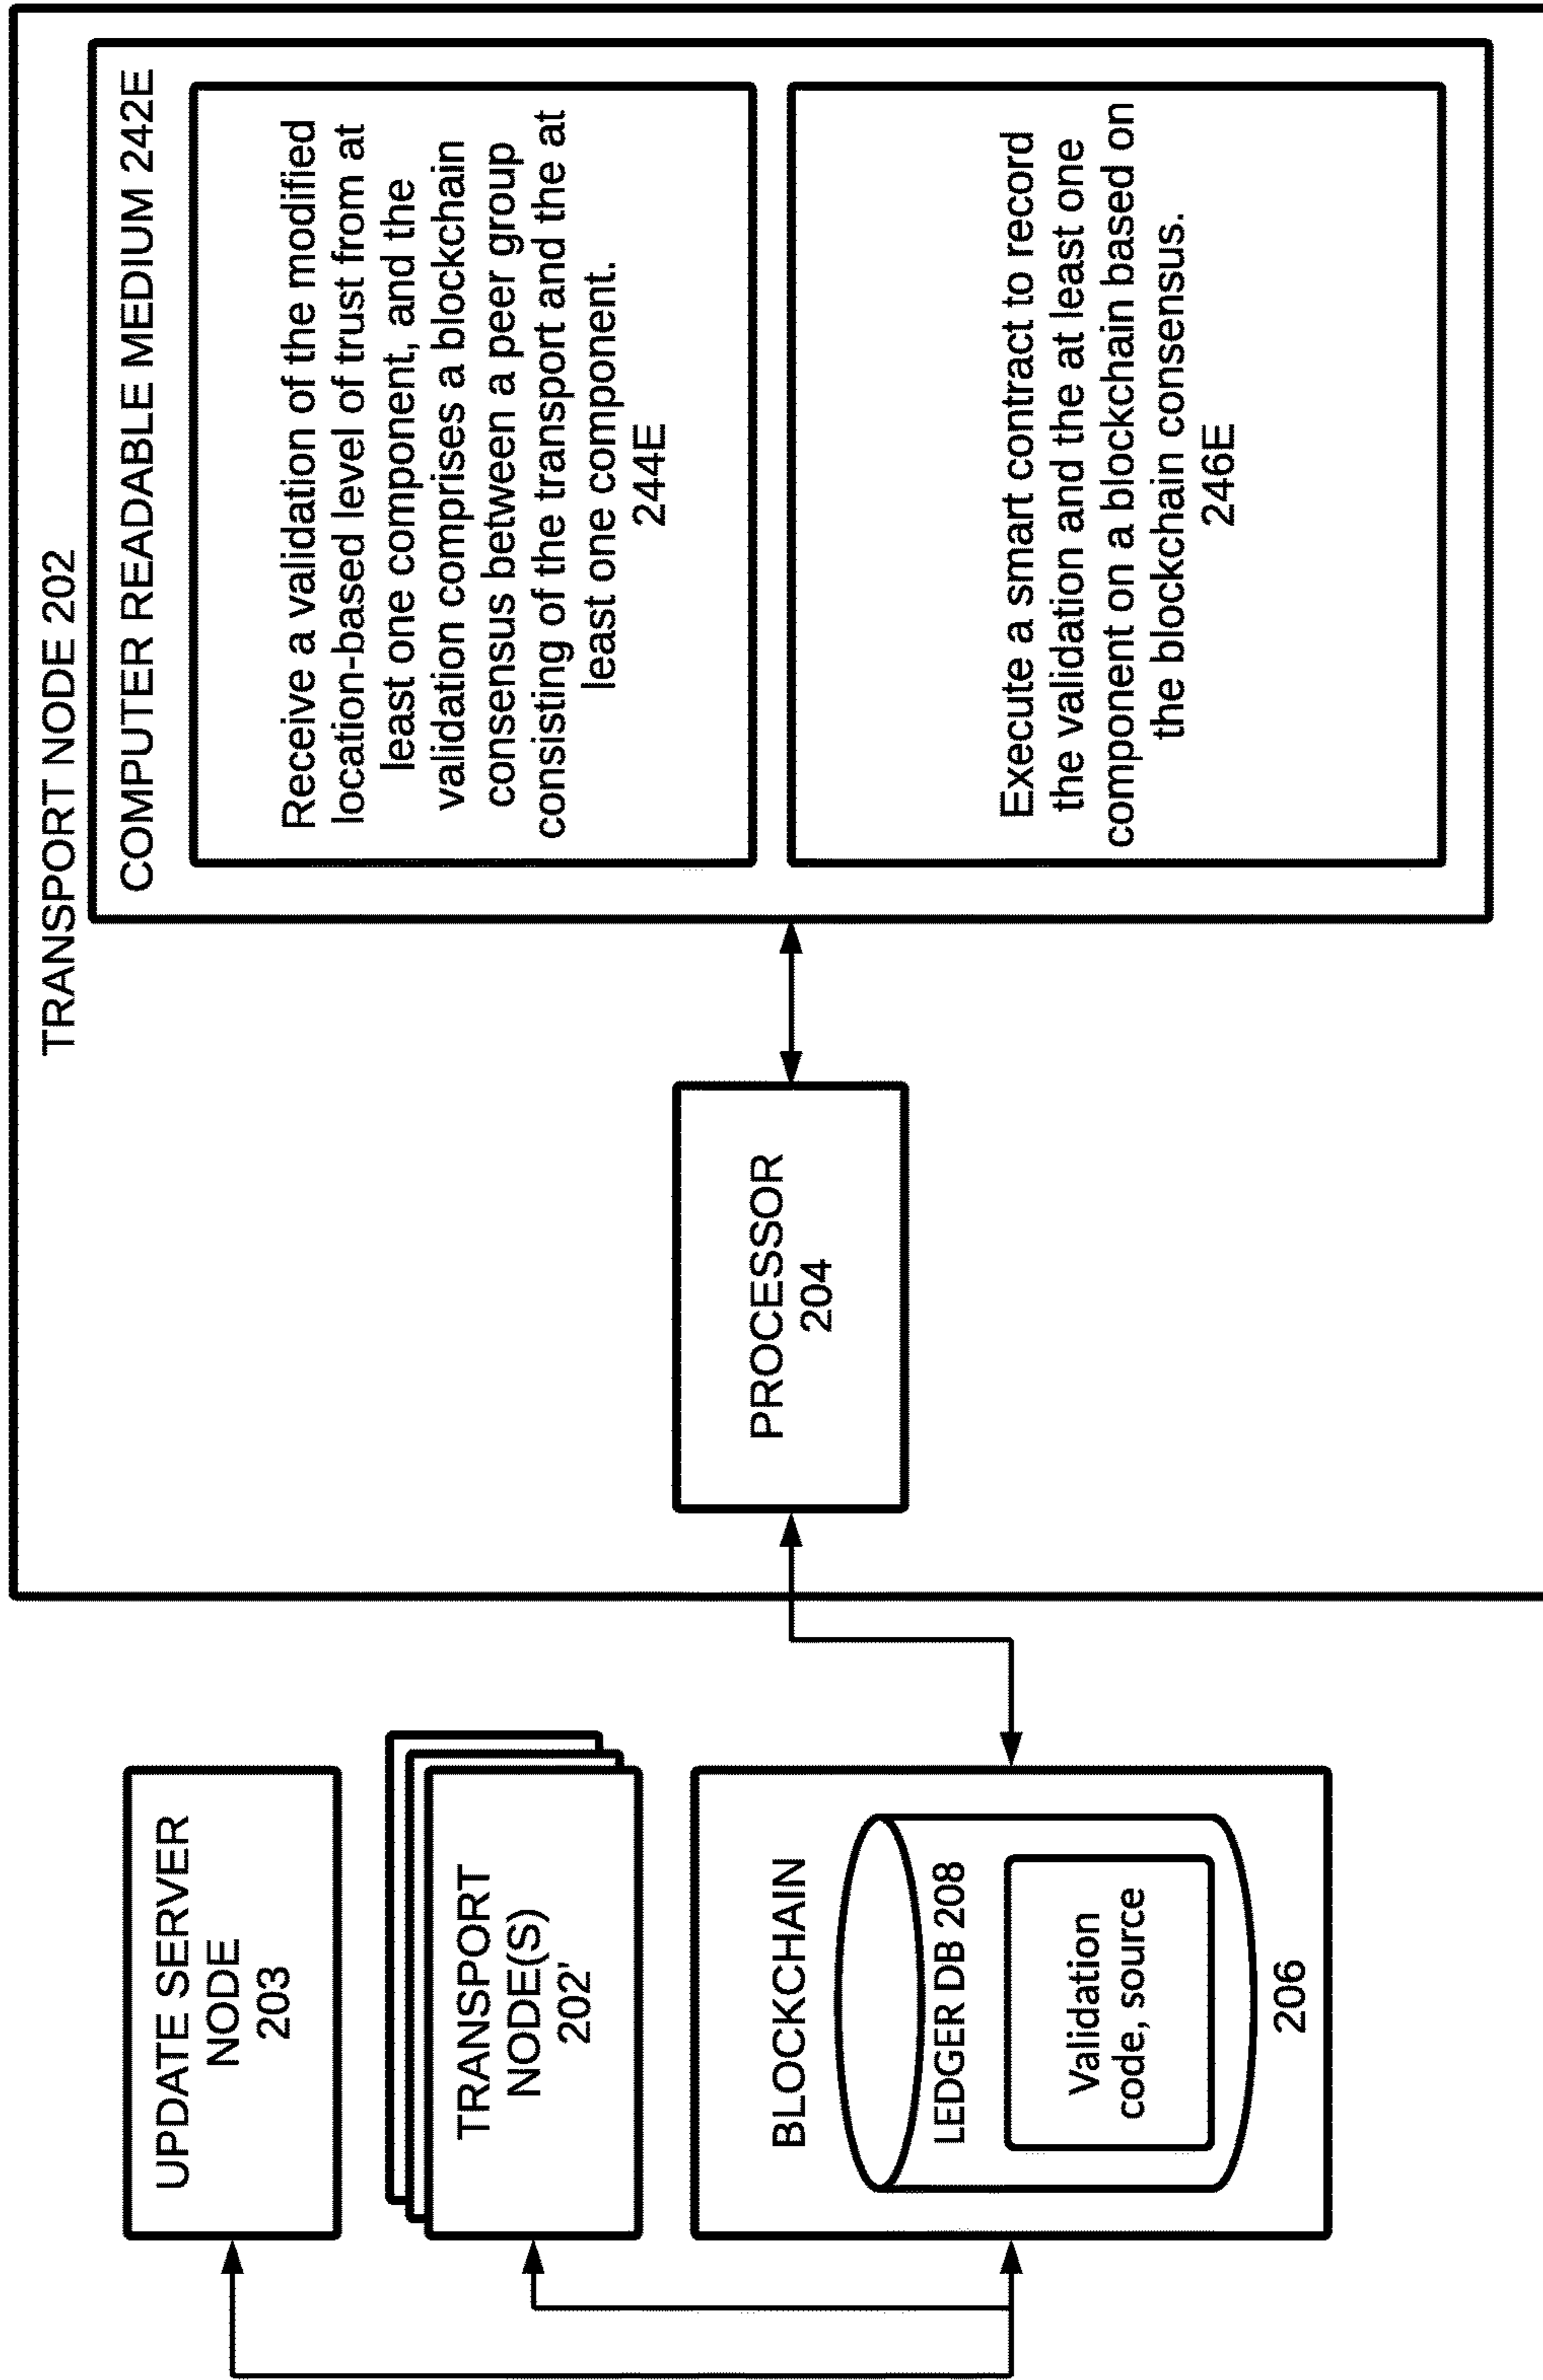 TRANSPORT NODE 202
COMPUTER READABLE MEDIUM 242E
Receive a validation of the modified
location-based level of trust from at
least one component, and the
validation comprises a blockchain
consensus between a peer group
consisting of the transport and the at
least one component.
244E
Execute a smart contract to record
the validation and the at least one
component on a blockchain based on
the blockchain consensus.
246E
PROCESSOR
204
UPDATE SERVER
NODE
203
TRANSPORT
NODE(S)
202'
BLOCKCHAIN
LEDGER DB 208
Validation
code, source
206